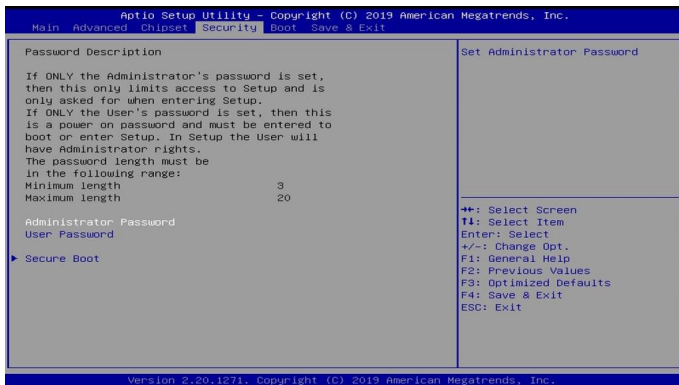 Aptio Setup Utility – Copyright (C) 2019 American Megatrends, Inc.
Main Advanced Chipset Security Boot Save & Exit
Password Description
If ONLY the Administrator's password is set,
then this only limits access to Setup and is
only asked for when entering Setup.
If ONLY the User's password is set, then this
is a power on password and must be entered to
boot or enter Setup. In Setup the User will
have Administrator rights.
The password length must be
in the following range:
Minimum length 3
Maximum length 20
Administrator Password
User Password
► Secure Boot
Set Administrator Password
→←: Select Screen
↑↓: Select Item
Enter: Select
+/-: Change Opt.
F1: General Help
F2: Previous Values
F3: Optimized Defaults
F4: Save & Exit
ESC: Exit
Version 2.20.1271. Copyright (C) 2019 American Megatrends, Inc.